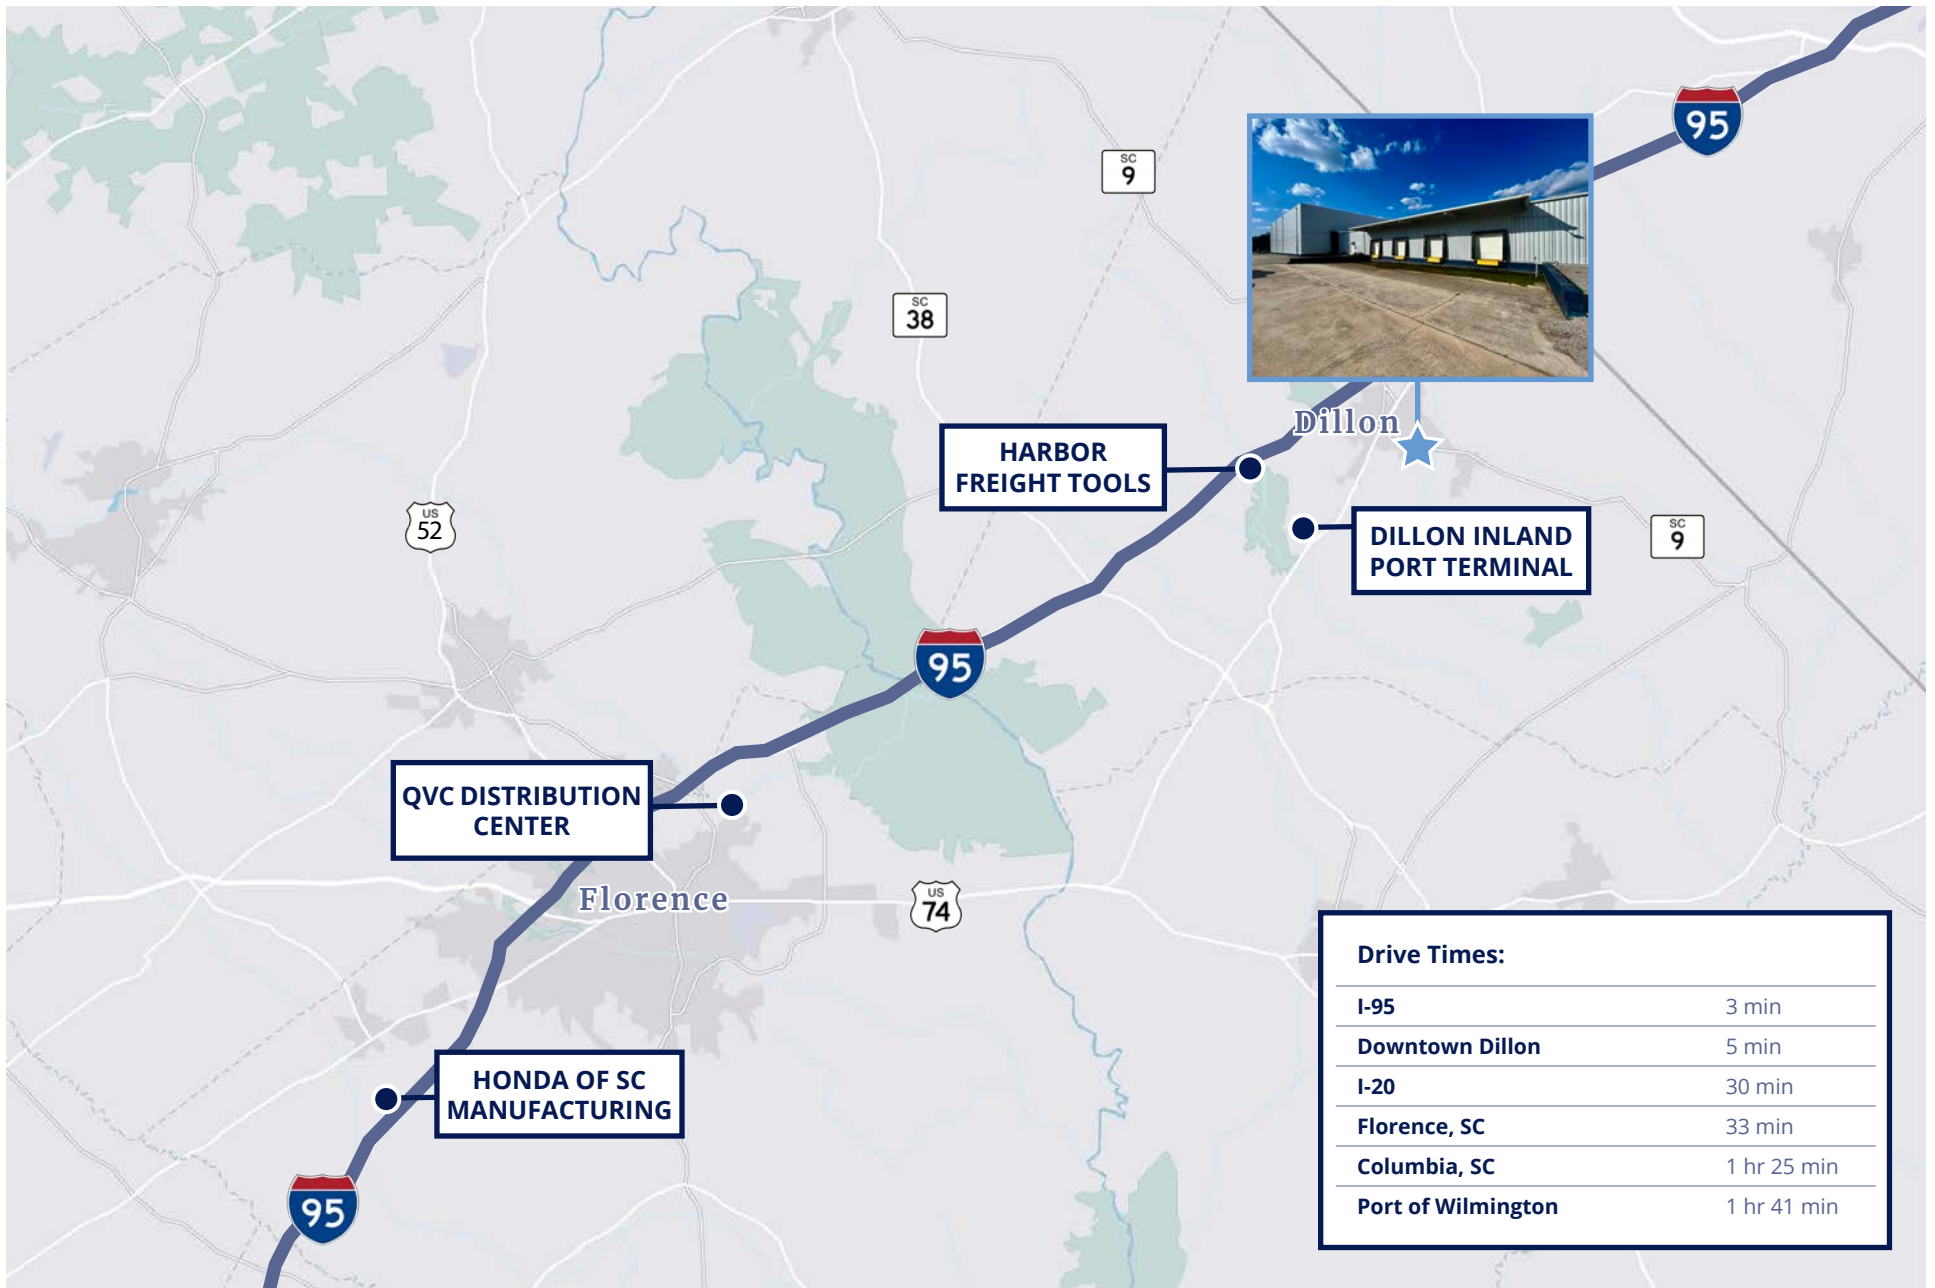 95
SC
9
SC
38
Dillon
HARBOR
FREIGHT TOOLS
US
52
DILLON INLAND
PORT TERMINAL
SC
9
95
QVC DISTRIBUTION
CENTER
Florence
US
74
Drive Times:
I-95 3 min
Downtown Dillon 5 min
I-20 30 min
Florence, SC 33 min
Columbia, SC 1 hr 25 min
Port of Wilmington 1 hr 41 min
HONDA OF SC
MANUFACTURING
95